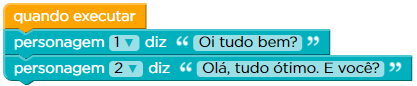 quando executar
personagem 1▼ diz “ Oi tudo bem? ”
personagem 2▼ diz “ Olá, tudo ótimo. E você? ”